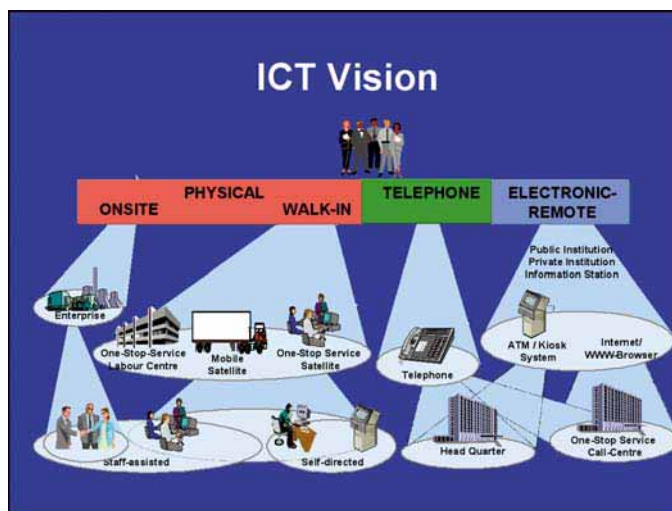 ICT Vision
PHYSICAL
ONSITE
WALK-IN
TELEPHONE
ELECTRONIC-
REMOTE
Public Institution
Private Institution
Information Station
Enterprise
One-Stop-Service
Labour Centre
Mobile
Satellite
One-Stop Service
Satellite
Telephone
ATM / Kiosk
System
Internet/
WWW-Browser
Staff-assisted
Self-directed
Head Quarter
One-Stop Service
Call-Centre